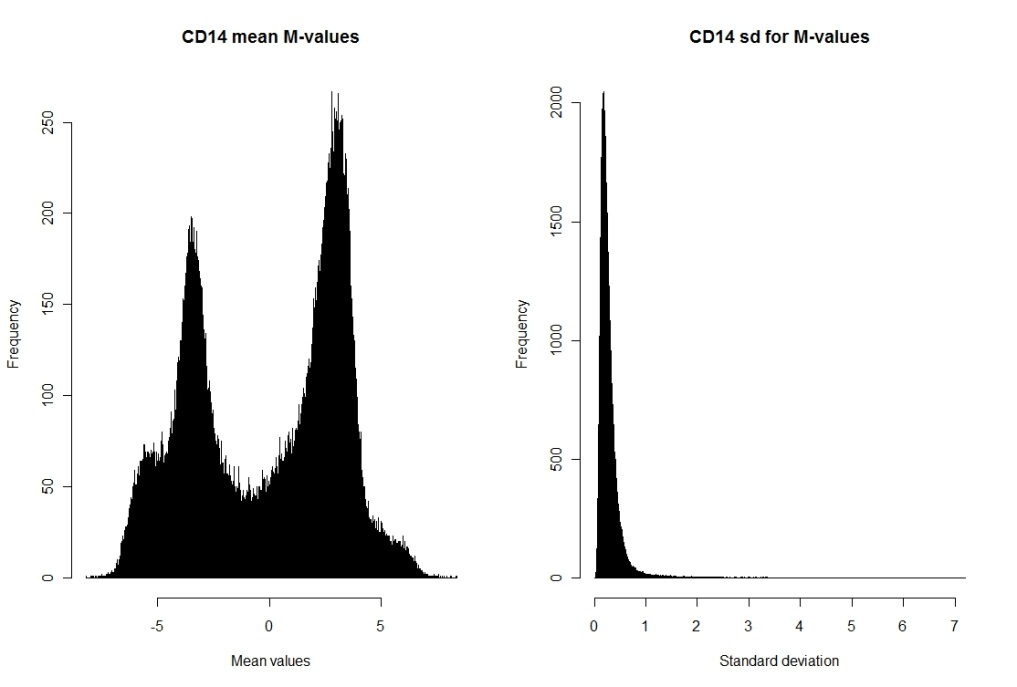 CD14 mean M-values
Frequency
250
200
150
100
50
0
-5 0 5
Mean values
CD14 sd for M-values
Frequency
2000
1500
1000
500
0
0 1 2 3 4 5 6 7
Standard deviation